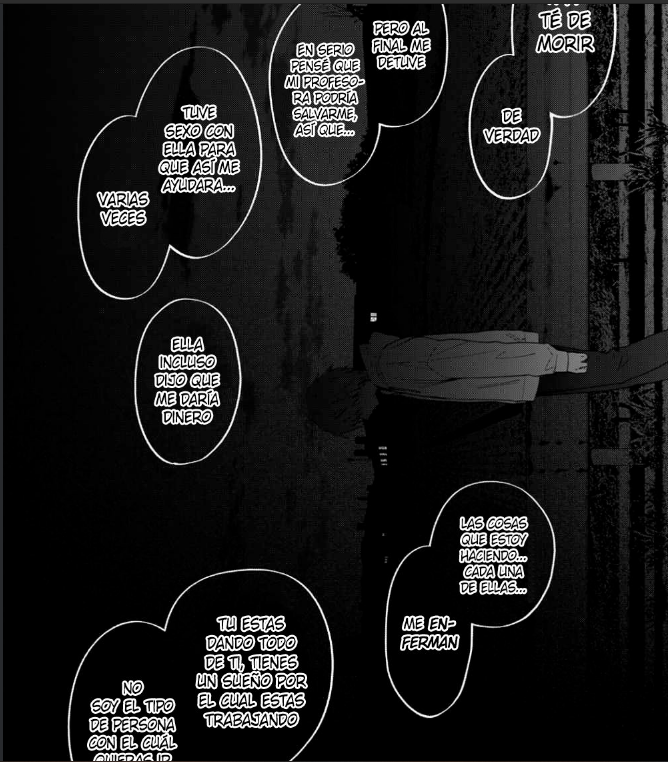 TÉ DE
MORIR
DE
VERDAD
PERO AL
FINAL ME
DETUVE
EN SERIO
PENSÉ QUE
MI PROFESO-
RA PODRÍA
SALVARME,
ASÍ QUE...
TUVE
SEXO CON
ELLA PARA
QUE ASÍ ME
AYUDARA...
VARIAS
VECES
ELLA
INCLUSO
DIJO QUE
ME DARÍA
DINERO
LAS COSAS
QUE ESTOY
HACIENDO...
CADA UNA
DE ELLAS...
ME EN-
FERMAN
TU ESTAS
DANDO TODO
DE TI, TIENES
UN SUEÑO POR
EL CUAL ESTAS
TRABAJANDO
NO
SOY EL TIPO
DE PERSONA
CON EL CUÁL
QUIERAS IR